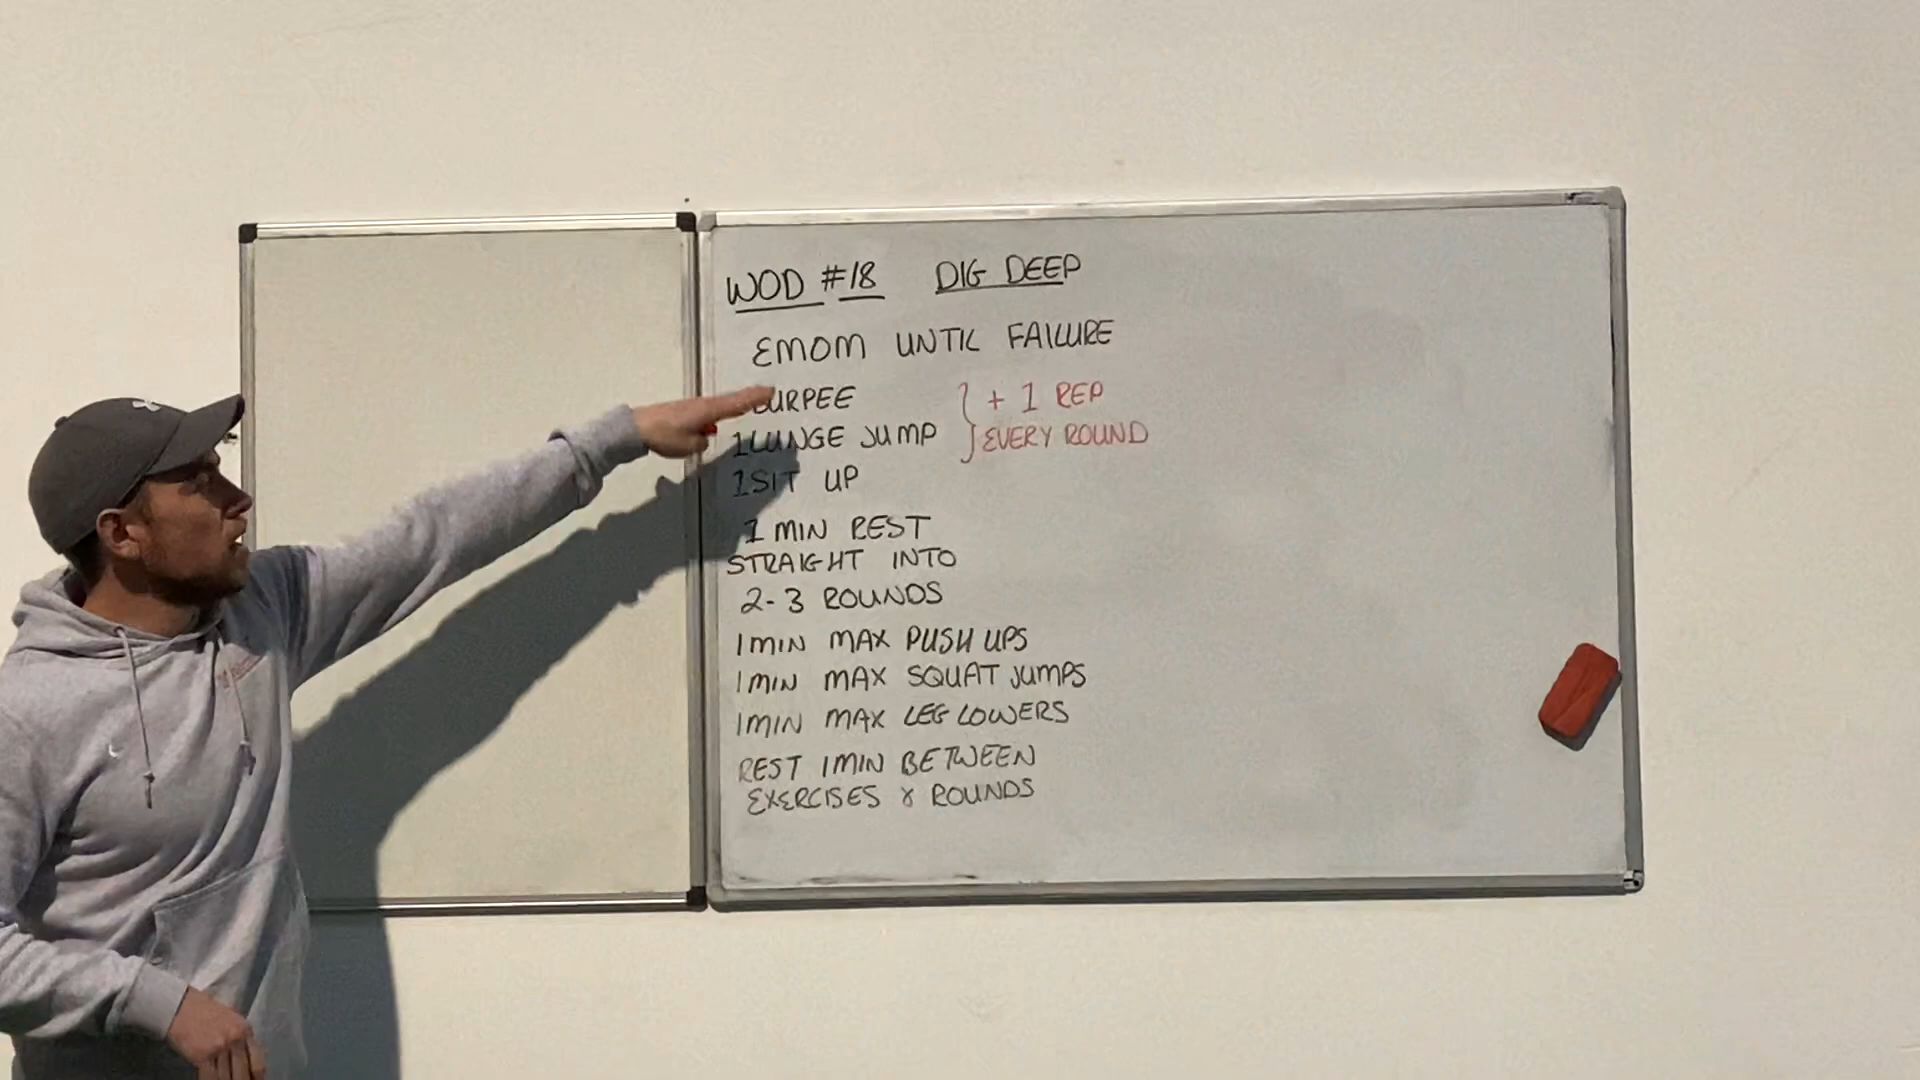 WOD #18 DIG DEEP
EMOM UNTIL FAILURE
BURPEE } + 1 REP
1 LUNGE JUMP } EVERY ROUND
1 SIT UP
1 MIN REST
STRAIGHT INTO
2-3 ROUNDS
1 MIN MAX PUSH UPS
1 MIN MAX SQUAT JUMPS
1 MIN MAX LEG LOWERS
REST 1 MIN BETWEEN
EXERCISES & ROUNDS